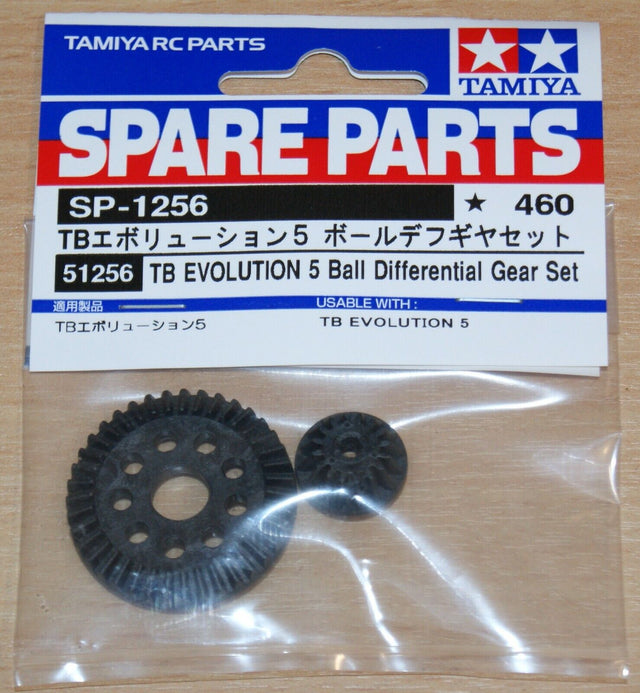 TAMIYA RC PARTS
TAMIYA
SPARE PARTS
SP-1256 ★ 460
TBエボリューション5 ボールデフギヤセット
51256 TB EVOLUTION 5 Ball Differential Gear Set
適用製品 USABLE WITH :
TBエボリューション5 TB EVOLUTION 5